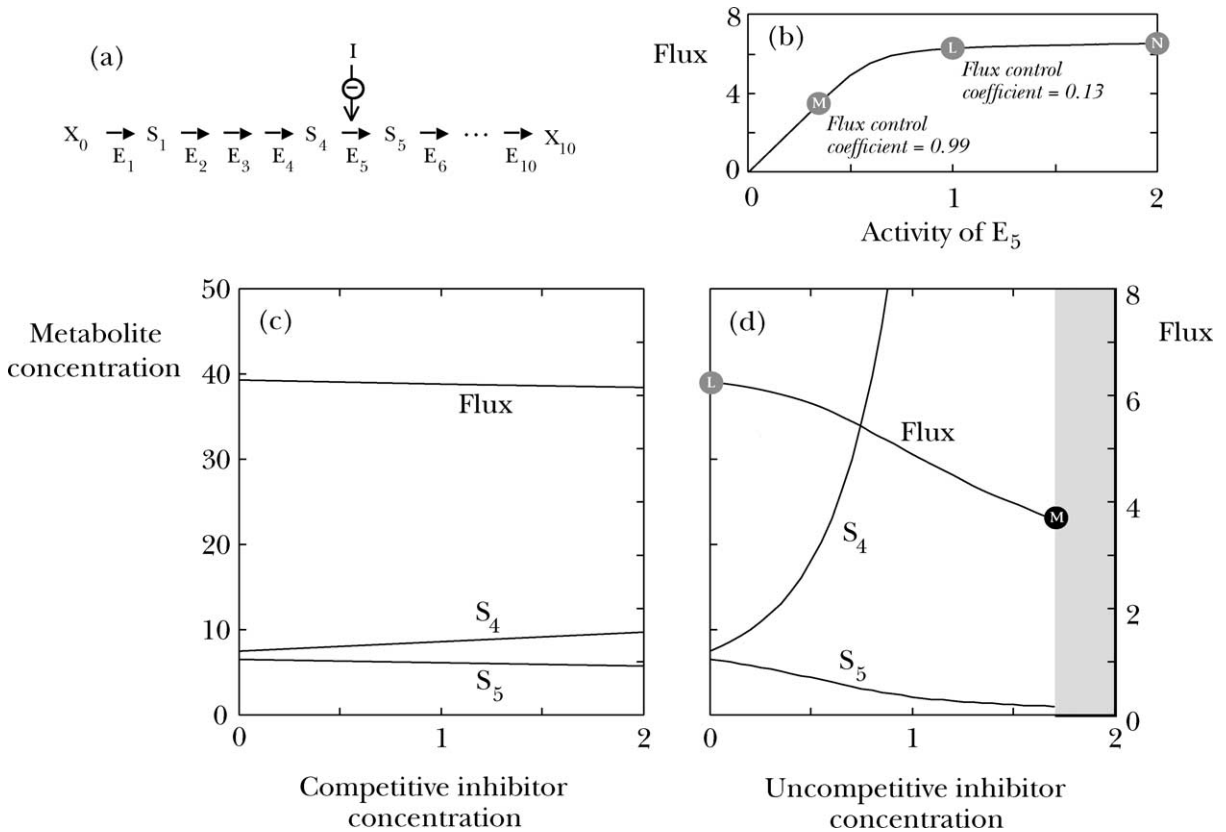 (a)
I
−
X₀ S₁ S₄ S₅ ⋯ X₁₀
E₁ E₂ E₃ E₄ E₅ E₆ E₁₀
(b)
Flux
8
4
0
L
N
M
Flux control
coefficient = 0.13
Flux control
coefficient = 0.99
0 1 2
Activity of E₅
(c)
Metabolite
concentration
50
40
30
20
10
0
Flux
S₄
S₅
0 1 2
Competitive inhibitor
concentration
(d)
Flux
8
6
4
2
0
L
Flux
M
S₄
S₅
0 1 2
Uncompetitive inhibitor
concentration